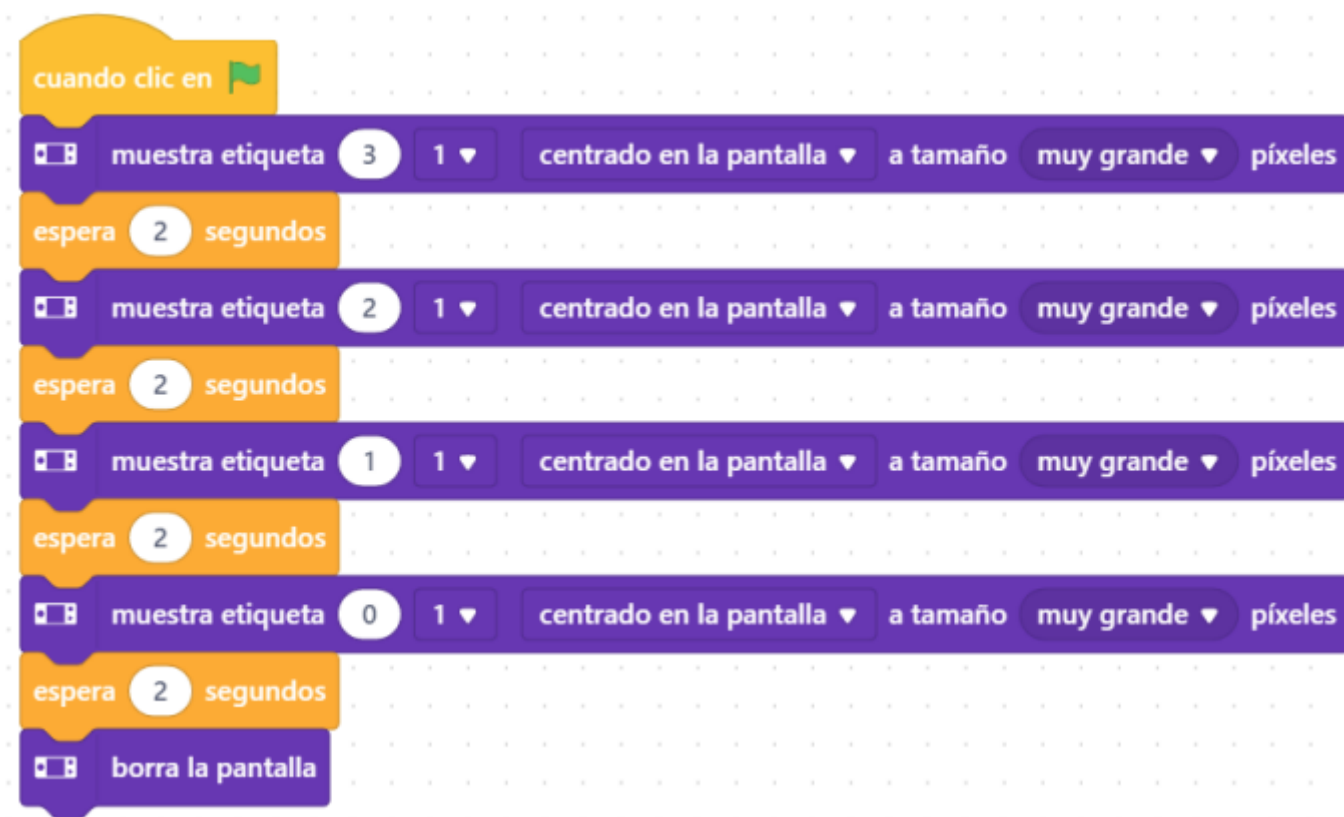 cuando clic en
muestra etiqueta 3 1 centrado en la pantalla a tamaño muy grande píxeles
espera 2 segundos
muestra etiqueta 2 1 centrado en la pantalla a tamaño muy grande píxeles
espera 2 segundos
muestra etiqueta 1 1 centrado en la pantalla a tamaño muy grande píxeles
espera 2 segundos
muestra etiqueta 0 1 centrado en la pantalla a tamaño muy grande píxeles
espera 2 segundos
borra la pantalla